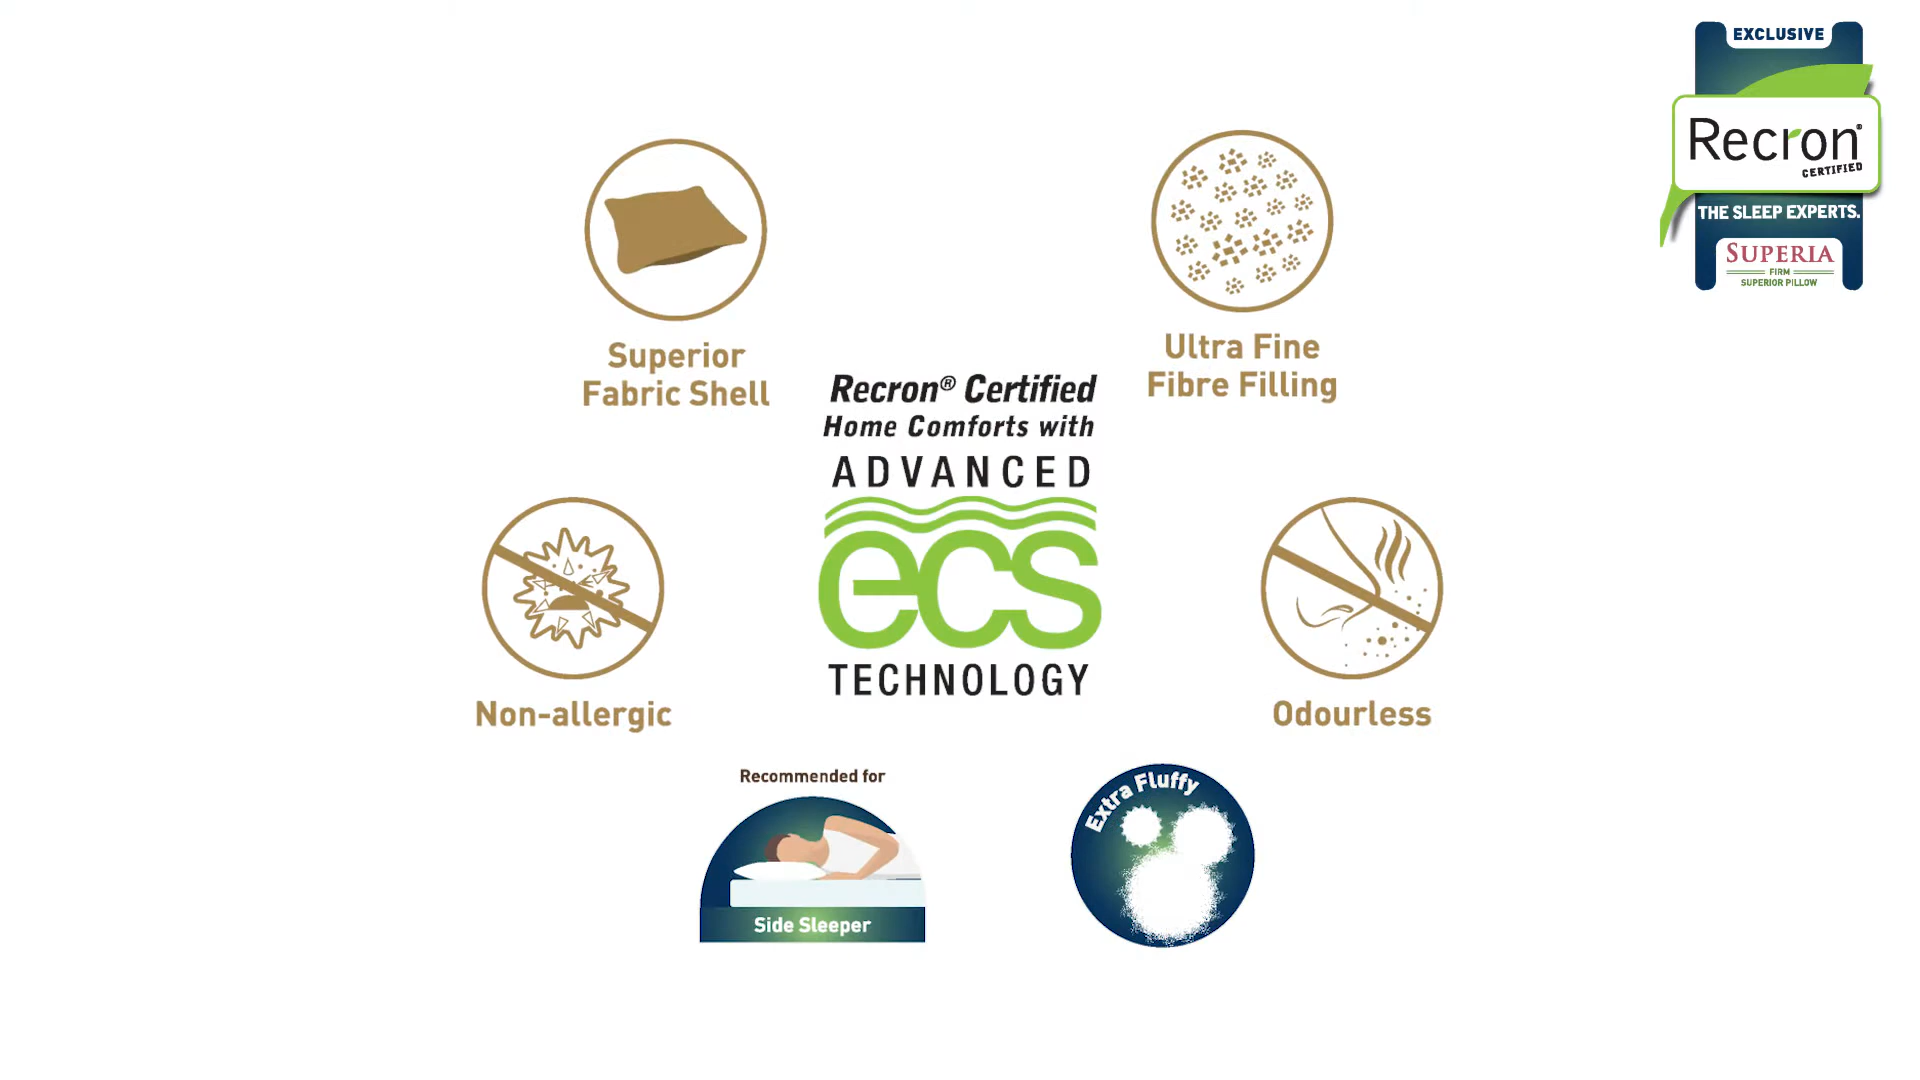 EXCLUSIVE
Recron®
CERTIFIED
THE SLEEP EXPERTS.
SUPERIA
FIRM
SUPERIOR PILLOW
Superior
Fabric Shell
Ultra Fine
Fibre Filling
Recron® Certified
Home Comforts with
ADVANCED
ecs
TECHNOLOGY
Non-allergic
Odourless
Recommended for
Side Sleeper
Extra Fluffy